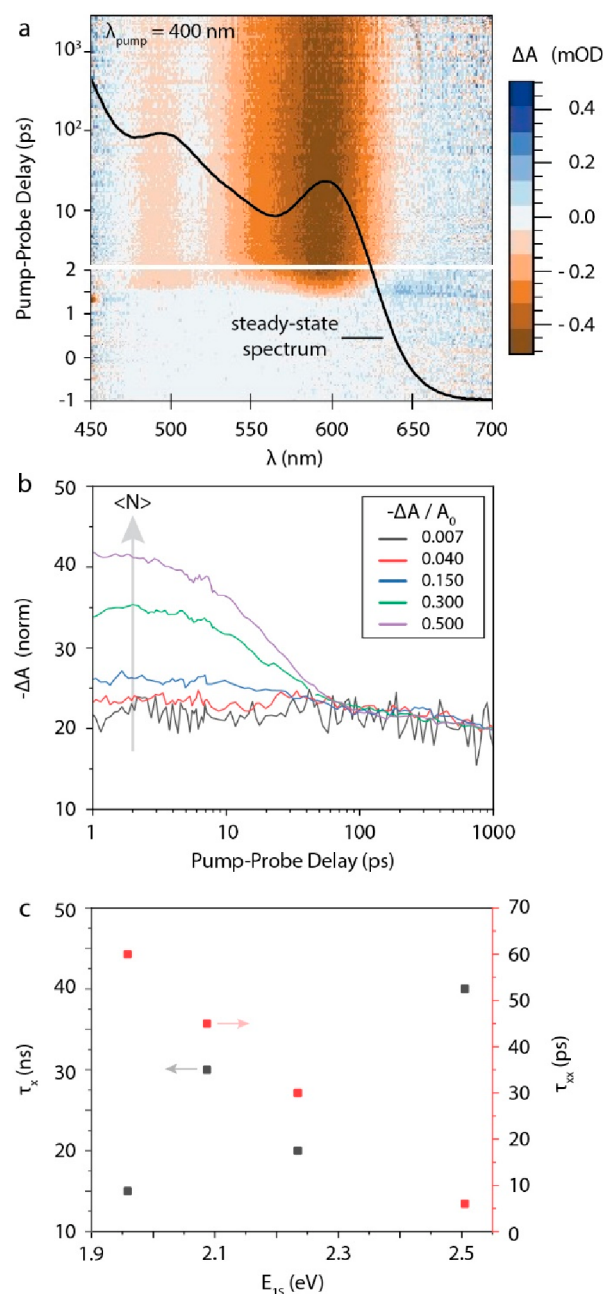 a
λpump = 400 nm
ΔA (mOD
10³
10²
10
2
1
0
-1
Pump-Probe Delay (ps)
steady-state
spectrum
0.4
0.2
0.0
- 0.2
- 0.4
450 500 550 600 650 700
λ (nm)
b
50
40
30
20
10
-ΔA (norm)
<N>
-ΔA / A₀
0.007
0.040
0.150
0.300
0.500
1 10 100 1000
Pump-Probe Delay (ps)
c
50
40
30
20
10
τx (ns)
70
60
50
40
30
20
10
0
τxx (ps)
1.9 2.1 2.3 2.5
E1S (eV)